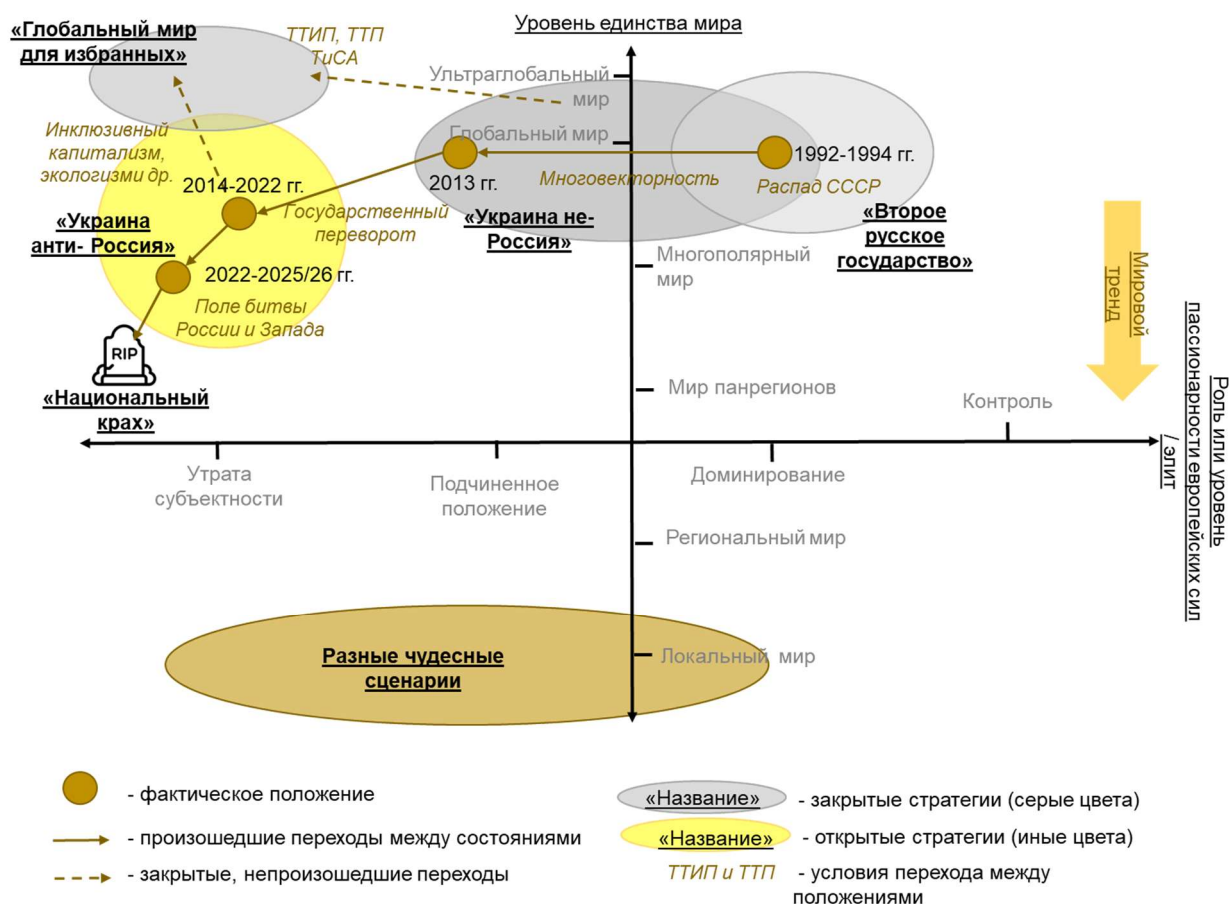 «Глобальный мир
для избранных»
ТТИП, ТТП
ТиСА
Уровень единства мира
Ультраглобальный
мир
Глобальный мир
Инклюзивный
капитализм,
экологизми др.
2014-2022 гг.
2013 гг.
Многовекторность
1992-1994 гг.
Распад СССР
Государственный
переворот
«Украина
анти- Россия»
«Украина не-
Россия»
«Второе
русское
государство»
2022-2025/26 гг.
Поле битвы
России и Запада
Многополярный
мир
Мировой
тренд
RIP
«Национальный
крах»
Мир панрегионов
Контроль
Роль или уровень
пассионарности европейских сил
/ элит
Утрата
субъектности
Подчиненное
положение
Доминирование
Региональный мир
Разные чудесные
сценарии
Локальный мир
- фактическое положение
- произошедшие переходы между состояниями
- закрытые, непроизошедшие переходы
«Название»
- закрытые стратегии (серые цвета)
«Название»
- открытые стратегии (иные цвета)
ТТИП и ТТП
- условия перехода между
положениями